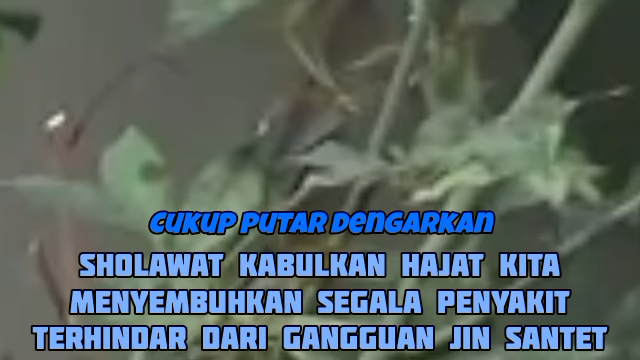 CUKUP PUTAR DENGARKAN
SHOLAWAT KABULKAN HAJAT KITA
MENYEMBUHKAN SEGALA PENYAKIT
TERHINDAR DARI GANGGUAN JIN SANTET